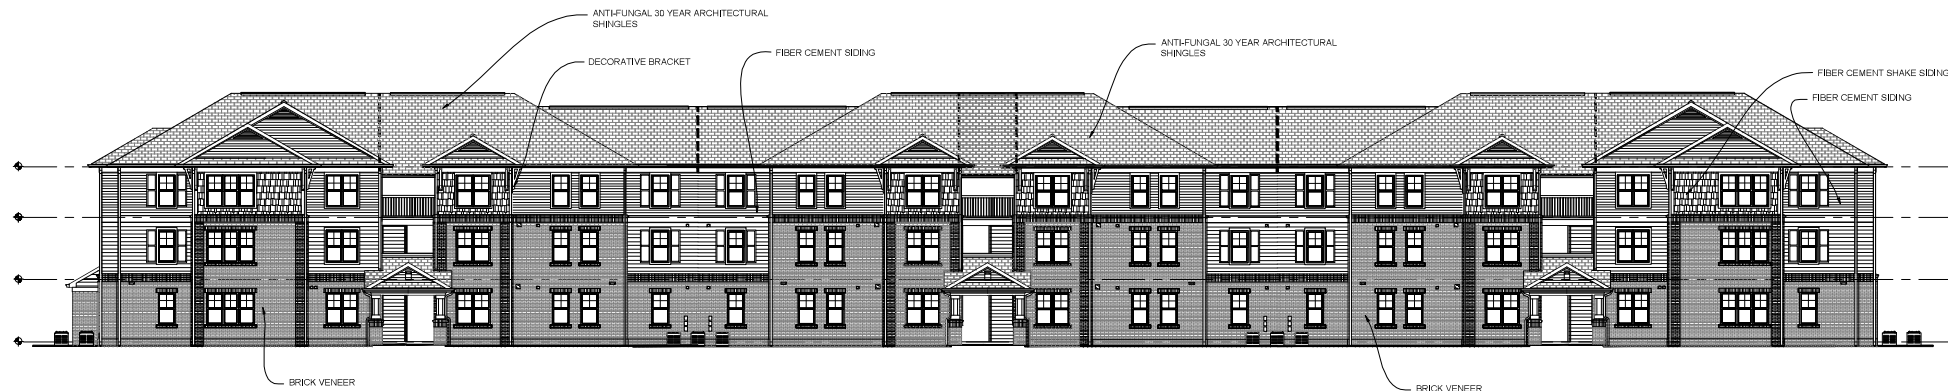 ANTI-FUNGAL 30 YEAR ARCHITECTURAL
SHINGLES
DECORATIVE BRACKET
FIBER CEMENT SIDING
ANTI-FUNGAL 30 YEAR ARCHITECTURAL
SHINGLES
FIBER CEMENT SHAKE SIDING
FIBER CEMENT SIDING
BRICK VENEER
BRICK VENEER